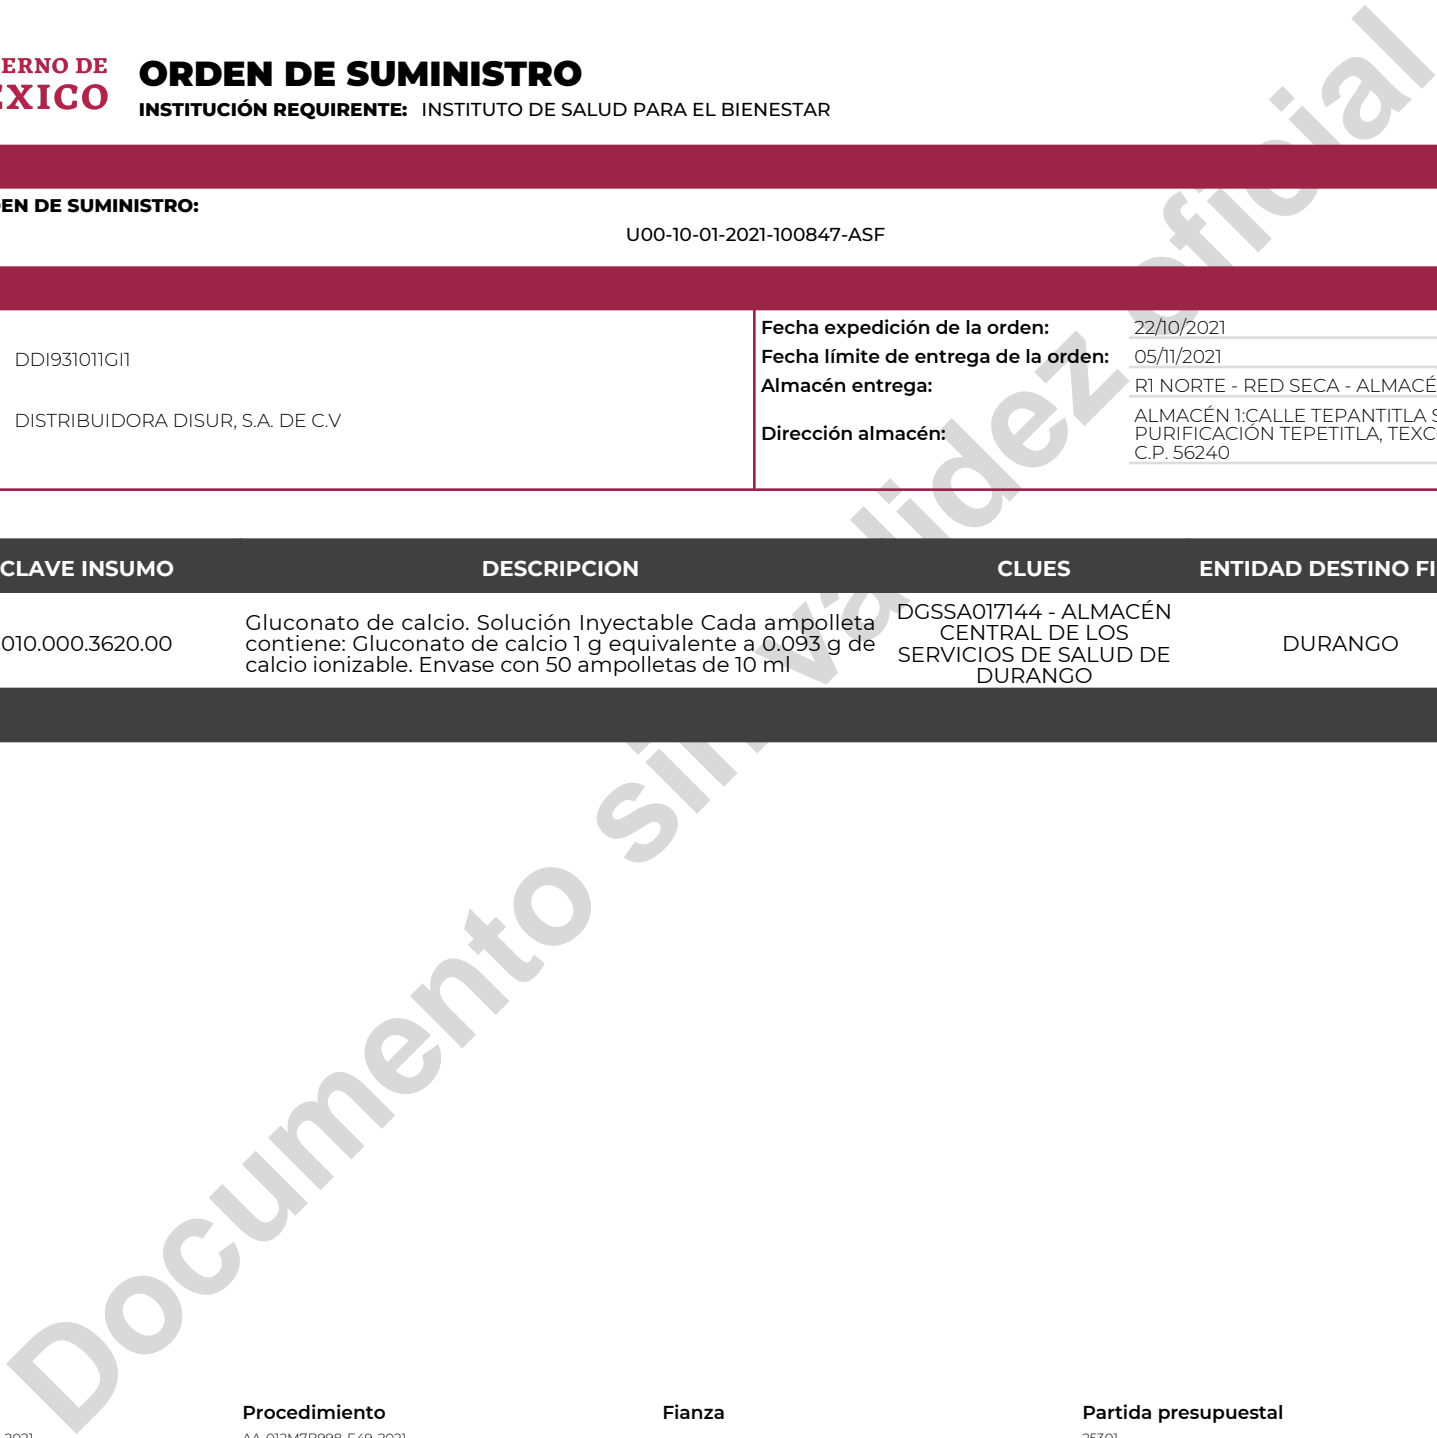 ERNO DE
ÉXICO
ORDEN DE SUMINISTRO
INSTITUCIÓN REQUIRENTE: INSTITUTO DE SALUD PARA EL BIENESTAR
EN DE SUMINISTRO:
U00-10-01-2021-100847-ASF
DDI931011GI1
DISTRIBUIDORA DISUR, S.A. DE C.V
Fecha expedición de la orden: 22/10/2021
Fecha límite de entrega de la orden: 05/11/2021
Almacén entrega: R1 NORTE - RED SECA - ALMACÉ
Dirección almacén:
ALMACÉN 1:CALLE TEPANTITLA S
PURIFICACIÓN TEPETITLA, TEXC
C.P. 56240
CLAVE INSUMO DESCRIPCION CLUES ENTIDAD DESTINO FI
010.000.3620.00
Gluconato de calcio. Solución Inyectable Cada ampolleta
contiene: Gluconato de calcio 1 g equivalente a 0.093 g de
calcio ionizable. Envase con 50 ampolletas de 10 ml
DGSSA017144 - ALMACÉN
CENTRAL DE LOS
SERVICIOS DE SALUD DE
DURANGO
DURANGO
Documento sin validez oficial
Procedimiento Fianza Partida presupuestal